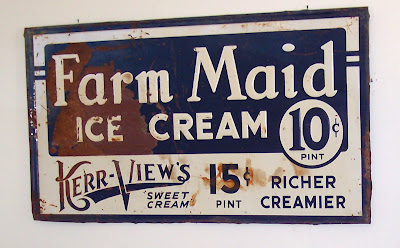 Farm Maid
ICE CREAM 10¢
PINT
KERR-VIEW'S 15¢ RICHER
"SWEET CREAM PINT CREAMIER